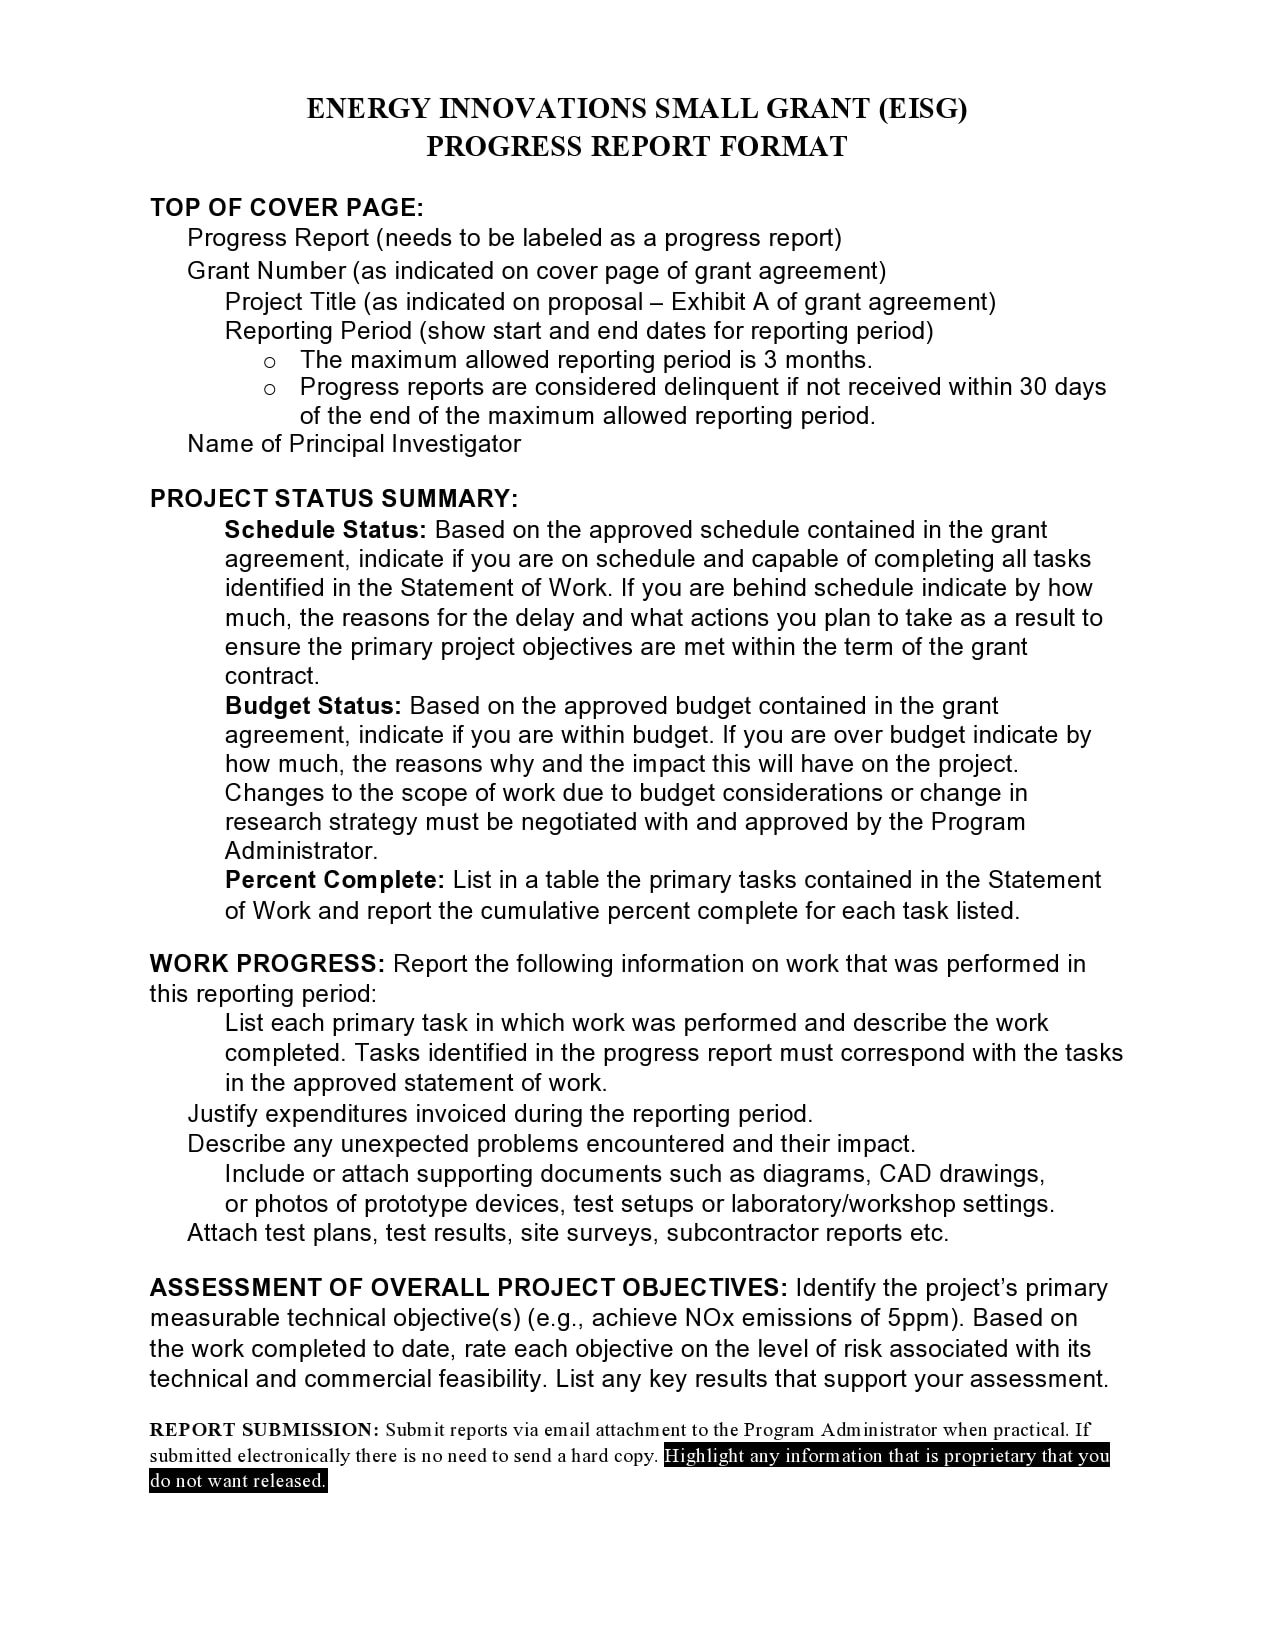 ENERGY INNOVATIONS SMALL GRANT (EISG)
PROGRESS REPORT FORMAT
TOP OF COVER PAGE:
Progress Report (needs to be labeled as a progress report)
Grant Number (as indicated on cover page of grant agreement)
Project Title (as indicated on proposal – Exhibit A of grant agreement)
Reporting Period (show start and end dates for reporting period)
o The maximum allowed reporting period is 3 months.
o Progress reports are considered delinquent if not received within 30 days
of the end of the maximum allowed reporting period.
Name of Principal Investigator
PROJECT STATUS SUMMARY:
Schedule Status: Based on the approved schedule contained in the grant
agreement, indicate if you are on schedule and capable of completing all tasks
identified in the Statement of Work. If you are behind schedule indicate by how
much, the reasons for the delay and what actions you plan to take as a result to
ensure the primary project objectives are met within the term of the grant
contract.
Budget Status: Based on the approved budget contained in the grant
agreement, indicate if you are within budget. If you are over budget indicate by
how much, the reasons why and the impact this will have on the project.
Changes to the scope of work due to budget considerations or change in
research strategy must be negotiated with and approved by the Program
Administrator.
Percent Complete: List in a table the primary tasks contained in the Statement
of Work and report the cumulative percent complete for each task listed.
WORK PROGRESS: Report the following information on work that was performed in
this reporting period:
List each primary task in which work was performed and describe the work
completed. Tasks identified in the progress report must correspond with the tasks
in the approved statement of work.
Justify expenditures invoiced during the reporting period.
Describe any unexpected problems encountered and their impact.
Include or attach supporting documents such as diagrams, CAD drawings,
or photos of prototype devices, test setups or laboratory/workshop settings.
Attach test plans, test results, site surveys, subcontractor reports etc.
ASSESSMENT OF OVERALL PROJECT OBJECTIVES: Identify the project’s primary
measurable technical objective(s) (e.g., achieve NOx emissions of 5ppm). Based on
the work completed to date, rate each objective on the level of risk associated with its
technical and commercial feasibility. List any key results that support your assessment.
REPORT SUBMISSION: Submit reports via email attachment to the Program Administrator when practical. If
submitted electronically there is no need to send a hard copy. Highlight any information that is proprietary that you
do not want released.